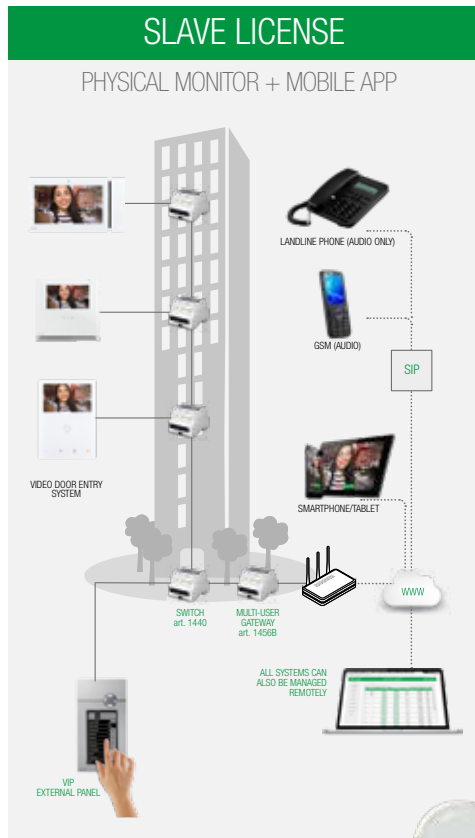 SLAVE LICENSE
PHYSICAL MONITOR + MOBILE APP
LANDLINE PHONE (AUDIO ONLY)
GSM (AUDIO)
SIP
VIDEO DOOR ENTRY
SYSTEM
SMARTPHONE/TABLET
WWW
SWITCH
art. 1440
MULTI-USER
GATEWAY
art. 1456B
ALL SYSTEMS CAN
ALSO BE MANAGED
REMOTELY
VIP
EXTERNAL PANEL